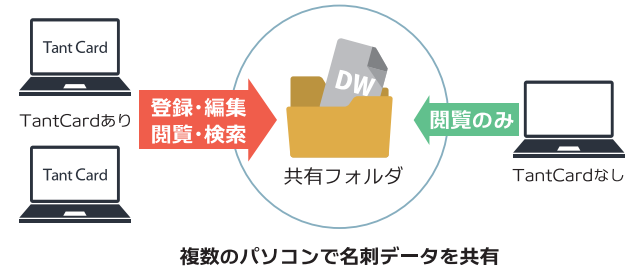 Tant Card
TantCardあり
Tant Card
登録・編集
閲覧・検索
DW
共有フォルダ
閲覧のみ
TantCardなし
複数のパソコンで名刺データを共有